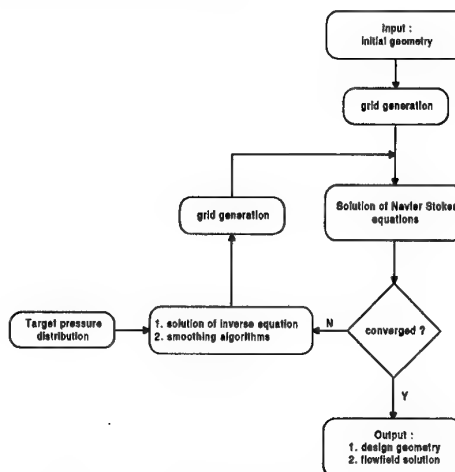 Input :
initial geometry
grid generation
grid generation
Solution of Navier Stokes
equations
Target pressure
distribution
1. solution of inverse equation
2. smoothing algorithms
N
converged ?
Y
Output :
1. design geometry
2. flowfield solution